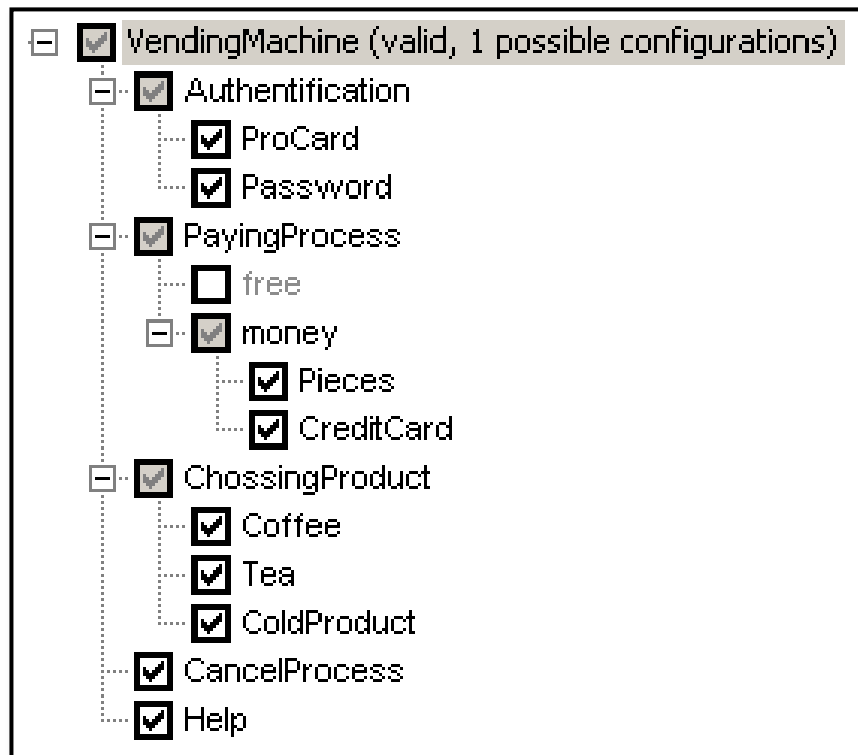 VendingMachine (valid, 1 possible configurations)
Authentification
ProCard
Password
PayingProcess
free
money
Pieces
CreditCard
ChossingProduct
Coffee
Tea
ColdProduct
CancelProcess
Help